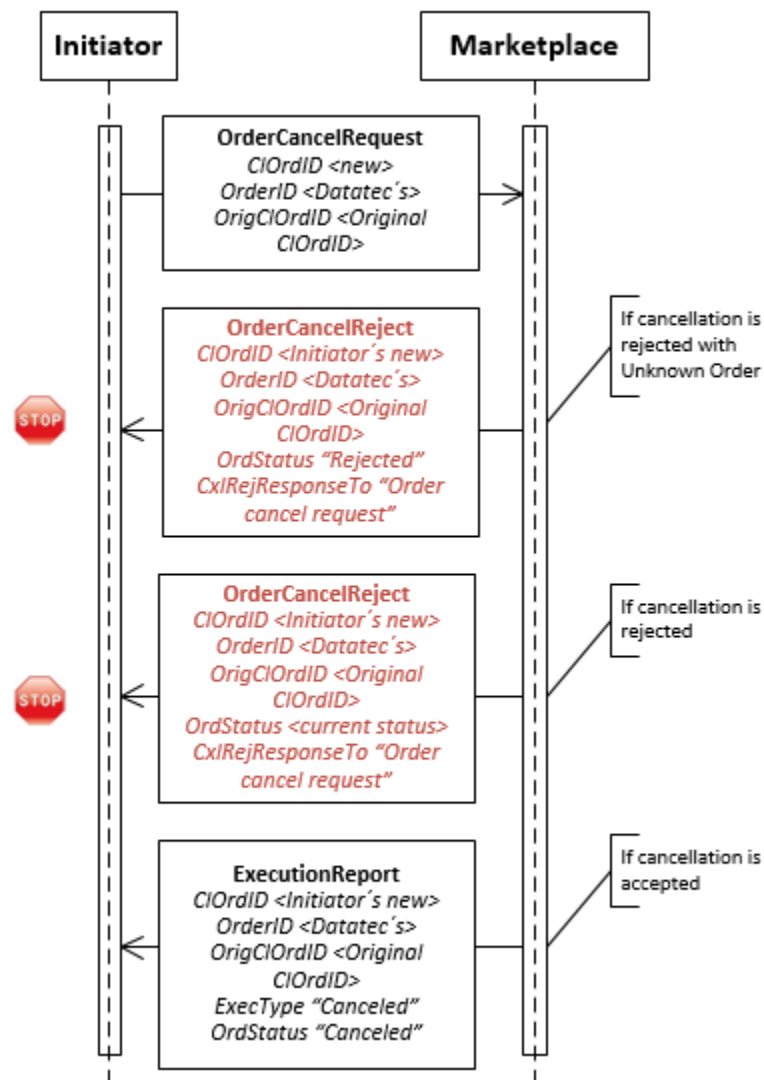 Initiator
Marketplace
OrderCancelRequest
ClOrdID <new>
OrderID <Datatec´s>
OrigClOrdID <Original
ClOrdID>
If cancellation is
rejected with
Unknown Order
OrderCancelReject
ClOrdID <Initiator´s new>
OrderID <Datatec´s>
OrigClOrdID <Original
ClOrdID>
OrdStatus “Rejected”
CxlRejResponseTo “Order
cancel request”
STOP
If cancellation is
rejected
OrderCancelReject
ClOrdID <Initiator´s new>
OrderID <Datatec´s>
OrigClOrdID <Original
ClOrdID>
OrdStatus <current status>
CxlRejResponseTo “Order
cancel request”
STOP
If cancellation is
accepted
ExecutionReport
ClOrdID <Initiator´s new>
OrderID <Datatec´s>
OrigClOrdID <Original
ClOrdID>
ExecType “Canceled”
OrdStatus “Canceled”